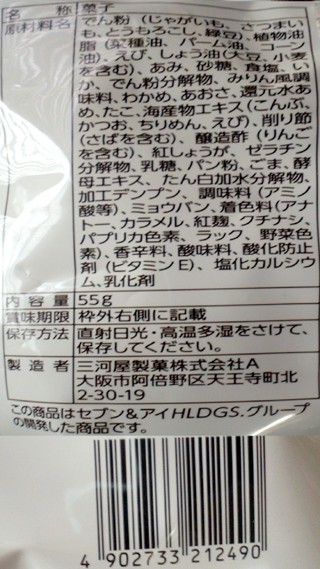 名 称 菓子
原材料名 でん粉(じゃがいも、さつまい
も、とうもろこし、緑豆)、植物油
脂(菜種油、パーム油、コーン
油)、えび、しょう油(大豆、小麦
を含む)、あみ、砂糖、食塩、い
か、でん粉分解物、みりん風調
味料、わかめ、あおさ、還元水あ
め、たこ、海産物エキス(こんぶ、
かつお、ちりめん、えび)、削り節
(さばを含む)、醸造酢(りんご
を含む)、紅しょうが、ゼラチン
分解物、乳糖、パン粉、ごま、酵
母エキス、たん白加水分解物、
加工デンプン、調味料(アミノ
酸等)、ミョウバン、着色料(アナ
トー、カラメル、紅麹、クチナシ、
パプリカ色素、ラック、野菜色
素)、香辛料、酸味料、酸化防止
剤(ビタミンE)、塩化カルシウ
ム、乳化剤
内容量 55g
賞味期限 枠外右側に記載
保存方法 直射日光・高温多湿をさけて、
保存してください。
製造者 三河屋製菓株式会社A
大阪市阿倍野区天王寺町北
2-30-19
この商品はセブン&アイHLDGS.グループ
の開発した商品です。
4 902733 212490